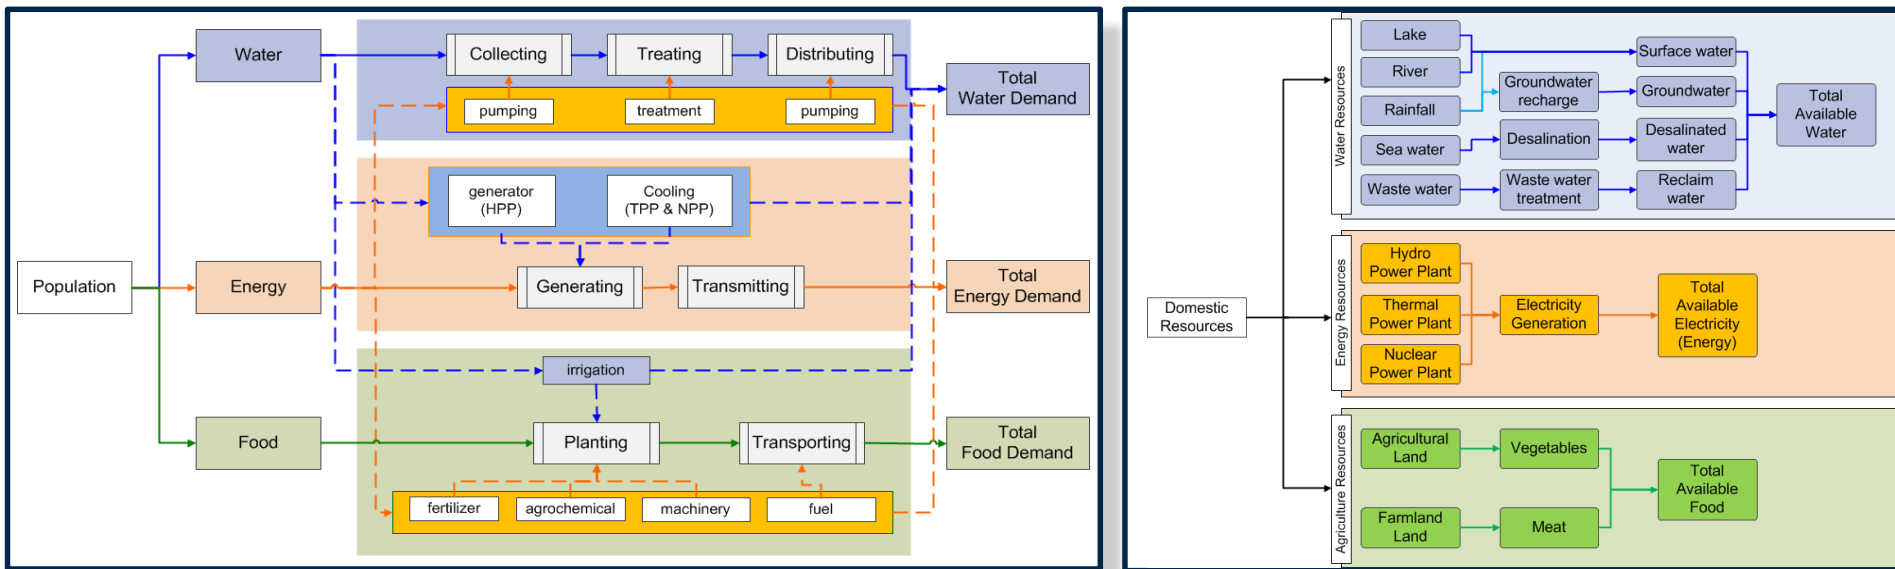 Water
Collecting
Treating
Distributing
pumping
treatment
pumping
Total
Water Demand
generator
(HPP)
Cooling
(TPP & NPP)
Population
Energy
Generating
Transmitting
Total
Energy Demand
irrigation
Food
Planting
Transporting
Total
Food Demand
fertilizer
agrochemical
machinery
fuel
Domestic
Resources
Water Resources
Lake
River
Rainfall
Sea water
Waste water
Groundwater
recharge
Desalination
Waste water
treatment
Surface water
Groundwater
Desalinated
water
Reclaim
water
Total
Available
Water
Energy Resources
Hydro
Power Plant
Thermal
Power Plant
Nuclear
Power Plant
Electricity
Generation
Total
Available
Electricity
(Energy)
Agriculture Resources
Agricultural
Land
Vegetables
Farmland
Land
Meat
Total
Available
Food